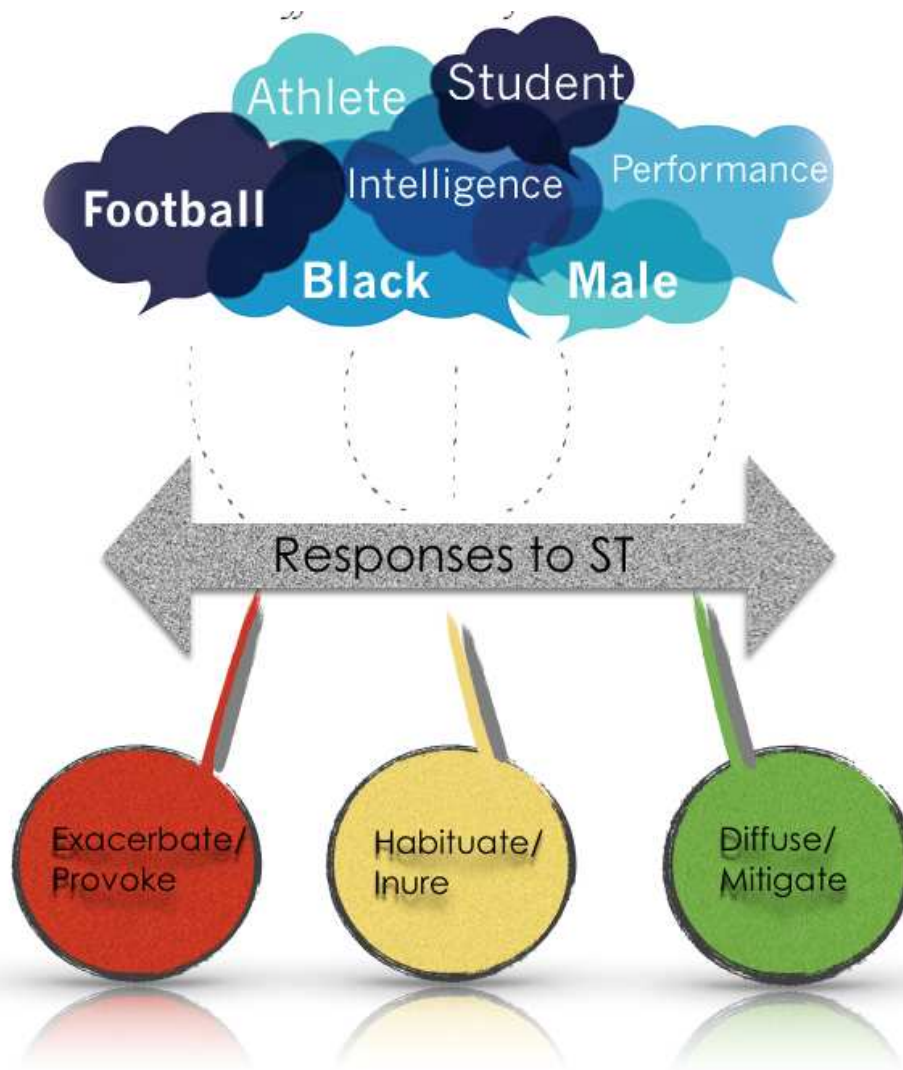 Athlete
Student
Football
Intelligence
Performance
Black
Male
Responses to ST
Exacerbate/
Provoke
Habituate/
Inure
Diffuse/
Mitigate